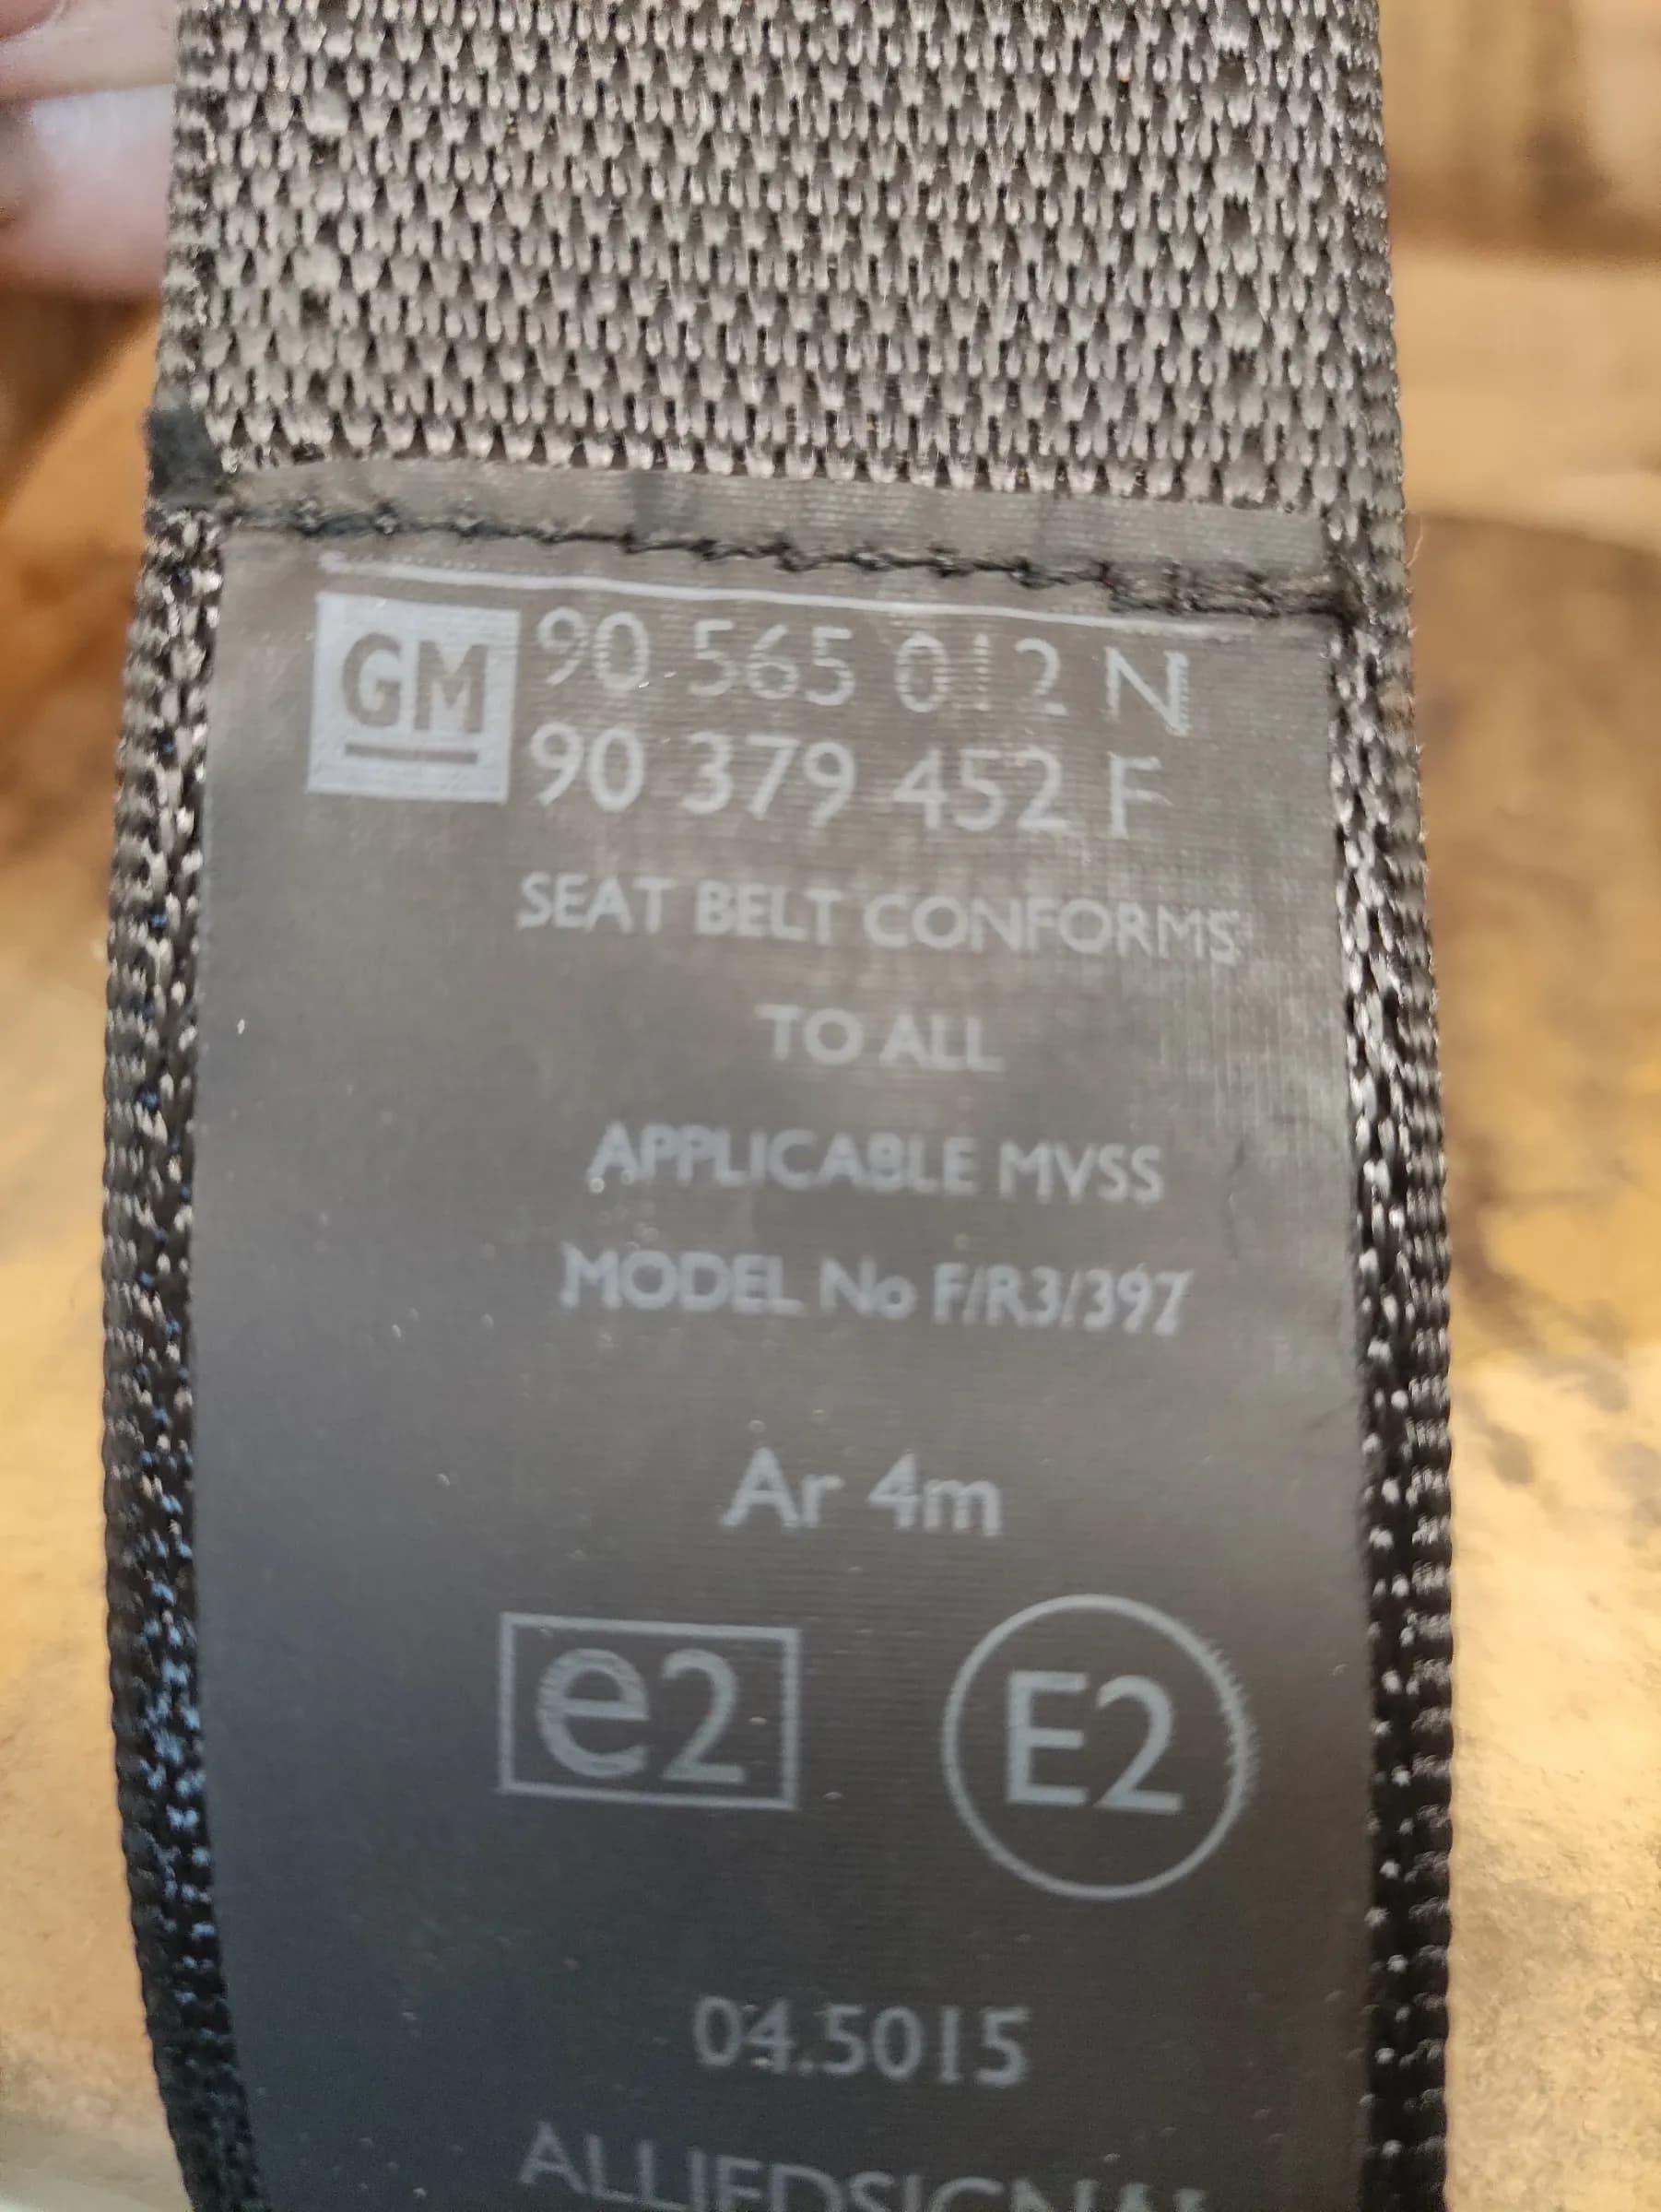 GM 90 565 012 N
90 379 452 F
SEAT BELT CONFORMS
TO ALL
APPLICABLE MVSS
MODEL No F/R3/397
Ar 4m
e2 E2
04.5015
ALLIEDSIGNAL